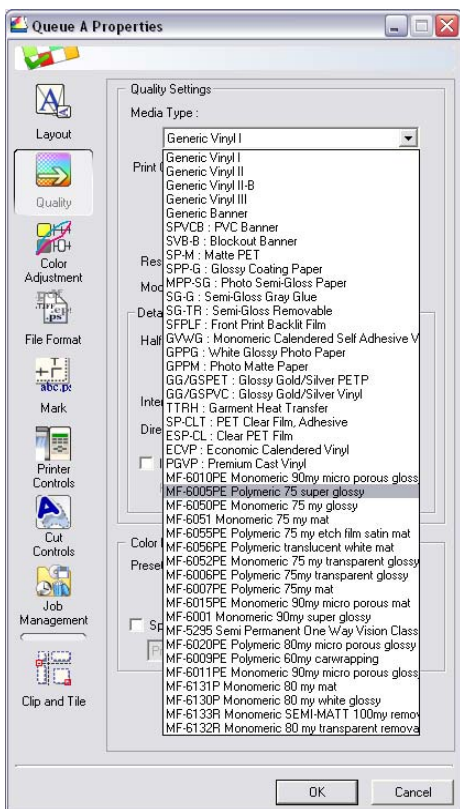 Queue A Properties
Layout
Quality
Color
Adjustment
File Format
Mark
Printer
Controls
Cut
Controls
Job
Management
Clip and Tile
Quality Settings
Media Type :
Generic Vinyl I
Print
Res
Mod
Deta
Half
Inter
Dire
Color
Preset
Sp
Generic Vinyl I
Generic Vinyl II
Generic Vinyl II-B
Generic Vinyl III
Generic Banner
SPVCB : PVC Banner
SVB-B : Blockout Banner
SP-M : Matte PET
SPP-G : Glossy Coating Paper
MPP-SG : Photo Semi-Gloss Paper
SG-G : Semi-Gloss Gray Glue
SG-TR : Semi-Gloss Removable
SFPLF : Front Print Backlit Film
GVWG : Monomeric Calendered Self Adhesive V
GPPG : White Glossy Photo Paper
GPPM : Photo Matte Paper
GG/GSPET : Glossy Gold/Silver PETP
GG/GSPVC : Glossy Gold/Silver Vinyl
TTRH : Garment Heat Transfer
SP-CLT : PET Clear Film, Adhesive
ESP-CL : Clear PET Film
ECVP : Economic Calendered Vinyl
PGVP : Premium Cast Vinyl
MF-6010PE Monomeric 90my micro porous gloss
MF-6005PE Polymeric 75 super glossy
MF-6050PE Monomeric 75 my glossy
MF-6051 Monomeric 75 my mat
MF-6055PE Polymeric 75 my etch film satin mat
MF-6056PE Polymeric translucent white mat
MF-6052PE Monomeric 75 my transparent glossy
MF-6006PE Polymeric 75my transparent glossy
MF-6007PE Polymeric 75my mat
MF-6015PE Monomeric 90my micro porous mat
MF-6001 Monomeric 90my super glossy
MF-5295 Semi Permanent One Way Vision Class
MF-6020PE Polymeric 80my micro porous glossy
MF-6009PE Polymeric 60my carwrapping
MF-6011PE Monomeric 90my micro porous gloss
MF-6131P Monomeric 80 my mat
MF-6130P Monomeric 80 my white glossy
MF-6133R Monomeric SEMI-MATT 100my remov
MF-6132R Monomeric 80 my transparent remova
OK
Cancel